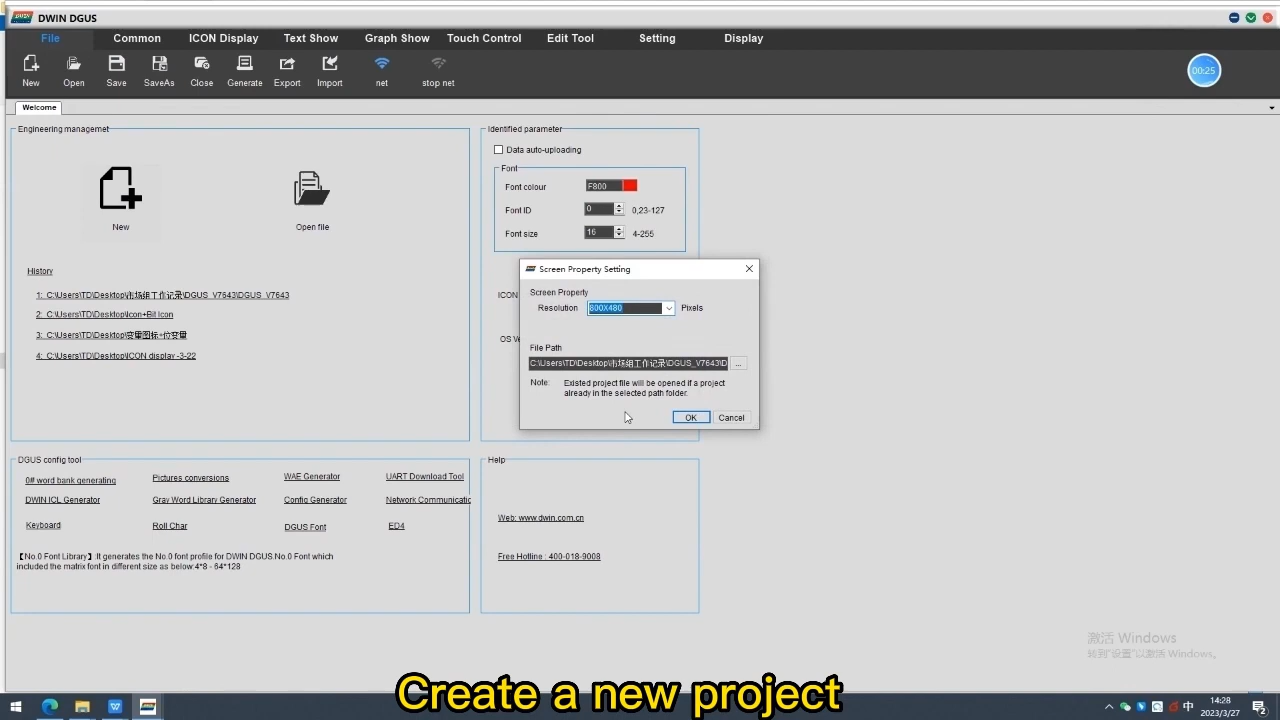 DWIN DGUS
File Common ICON Display Text Show Graph Show Touch Control Edit Tool Setting Display
New Open Save SaveAs Close Generate Export Import net stop net
00:25
Welcome
Engineering managemet
New
Open file
History
1: C:\Users\TD\Desktop\市场组工作记录\DGUS_V7643\DGUS_V7643
2: C:\Users\TD\Desktop\Icon+Bit Icon
3: C:\Users\TD\Desktop\变量图标+位变量
4: C:\Users\TD\Desktop\ICON display -3-22
Identified parameter
Data auto-uploading
Font
Font colour F800
Font ID 0 0,23-127
Font size 16 4-255
ICON
OS Ve
Screen Property Setting
Screen Property
Resolution 800X480 Pixels
File Path
C:\Users\TD\Desktop\市场组工作记录\DGUS_V7643\D ...
Note: Existed project file will be opened if a project
already in the selected path folder.
OK Cancel
DGUS config tool
0# word bank generating Pictures conversions WAE Generator UART Download Tool
DWIN ICL Generator Gray Word Library Generator Config Generator Network Communicatic
Keyboard Roll Char DGUS Font ED4
【No.0 Font Library】:It generates the No.0 font profile for DWIN DGUS.No.0 Font which
included the matrix font in different size as below:4*8 - 64*128
Help
Web: www.dwin.com.cn
Free Hotline : 400-018-9008
激活 Windows
转到"设置"以激活 Windows。
Create a new project
中
14:28
2023/3/27
2